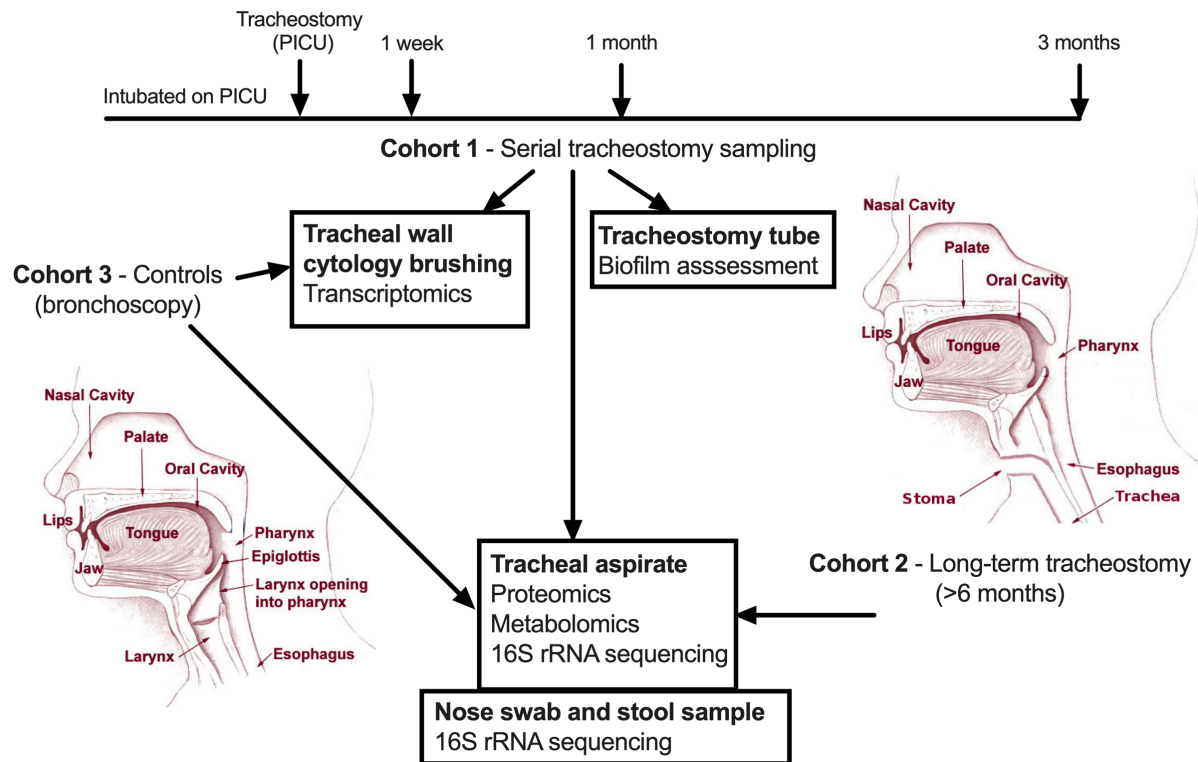 Tracheostomy
(PICU)
1 week
1 month
3 months
Intubated on PICU
Cohort 1 - Serial tracheostomy sampling
Tracheal wall
cytology brushing
Transcriptomics
Tracheostomy tube
Biofilm asssessment
Cohort 3 - Controls
(bronchoscopy)
Nasal Cavity
Palate
Oral Cavity
Lips
Tongue
Pharynx
Jaw
Esophagus
Stoma
Trachea
Nasal Cavity
Palate
Oral Cavity
Lips
Tongue
Pharynx
Epiglottis
Jaw
Larynx opening
into pharynx
Larynx
Esophagus
Tracheal aspirate
Proteomics
Metabolomics
16S rRNA sequencing
Cohort 2 - Long-term tracheostomy
(>6 months)
Nose swab and stool sample
16S rRNA sequencing